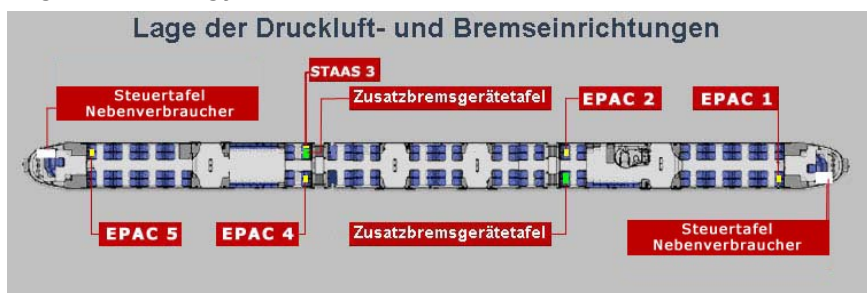 Lage der Druckluft- und Bremseinrichtungen
STAAS 3
Steuertafel
Nebenverbraucher
Zusatzbremsgerätetafel
EPAC 2
EPAC 1
EPAC 5
EPAC 4
Zusatzbremsgerätetafel
Steuertafel
Nebenverbraucher